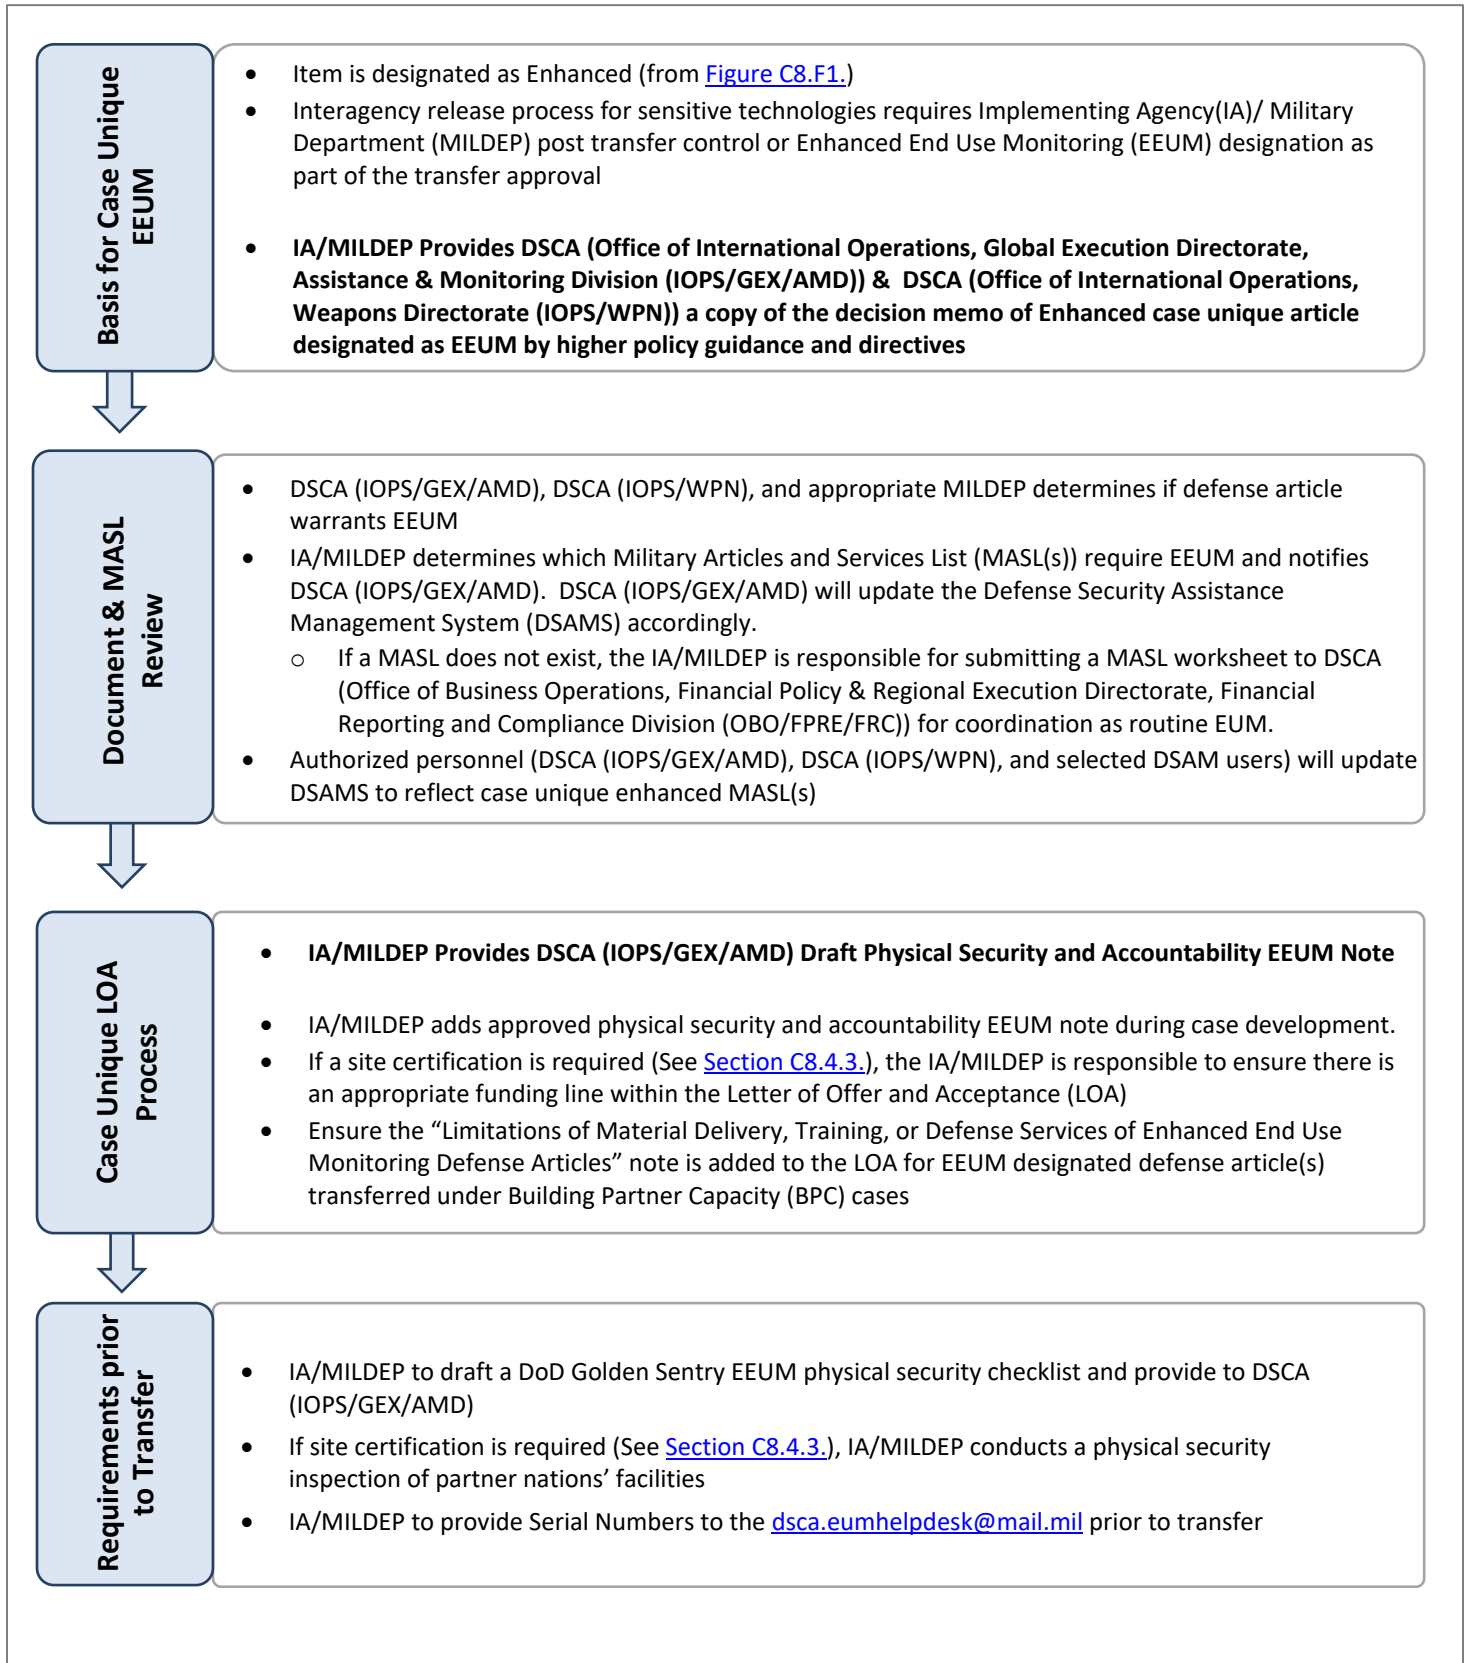 Basis for Case Unique
EEUM
• Item is designated as Enhanced (from Figure C8.F1.)
• Interagency release process for sensitive technologies requires Implementing Agency(IA)/ Military
Department (MILDEP) post transfer control or Enhanced End Use Monitoring (EEUM) designation as
part of the transfer approval
• IA/MILDEP Provides DSCA (Office of International Operations, Global Execution Directorate,
Assistance & Monitoring Division (IOPS/GEX/AMD)) & DSCA (Office of International Operations,
Weapons Directorate (IOPS/WPN)) a copy of the decision memo of Enhanced case unique article
designated as EEUM by higher policy guidance and directives
Document & MASL
Review
• DSCA (IOPS/GEX/AMD), DSCA (IOPS/WPN), and appropriate MILDEP determines if defense article
warrants EEUM
• IA/MILDEP determines which Military Articles and Services List (MASL(s)) require EEUM and notifies
DSCA (IOPS/GEX/AMD). DSCA (IOPS/GEX/AMD) will update the Defense Security Assistance
Management System (DSAMS) accordingly.
o If a MASL does not exist, the IA/MILDEP is responsible for submitting a MASL worksheet to DSCA
(Office of Business Operations, Financial Policy & Regional Execution Directorate, Financial
Reporting and Compliance Division (OBO/FPRE/FRC)) for coordination as routine EUM.
• Authorized personnel (DSCA (IOPS/GEX/AMD), DSCA (IOPS/WPN), and selected DSAM users) will update
DSAMS to reflect case unique enhanced MASL(s)
Case Unique LOA
Process
• IA/MILDEP Provides DSCA (IOPS/GEX/AMD) Draft Physical Security and Accountability EEUM Note
• IA/MILDEP adds approved physical security and accountability EEUM note during case development.
• If a site certification is required (See Section C8.4.3.), the IA/MILDEP is responsible to ensure there is
an appropriate funding line within the Letter of Offer and Acceptance (LOA)
• Ensure the “Limitations of Material Delivery, Training, or Defense Services of Enhanced End Use
Monitoring Defense Articles” note is added to the LOA for EEUM designated defense article(s)
transferred under Building Partner Capacity (BPC) cases
Requirements prior
to Transfer
• IA/MILDEP to draft a DoD Golden Sentry EEUM physical security checklist and provide to DSCA
(IOPS/GEX/AMD)
• If site certification is required (See Section C8.4.3.), IA/MILDEP conducts a physical security
inspection of partner nations’ facilities
• IA/MILDEP to provide Serial Numbers to the dsca.eumhelpdesk@mail.mil prior to transfer